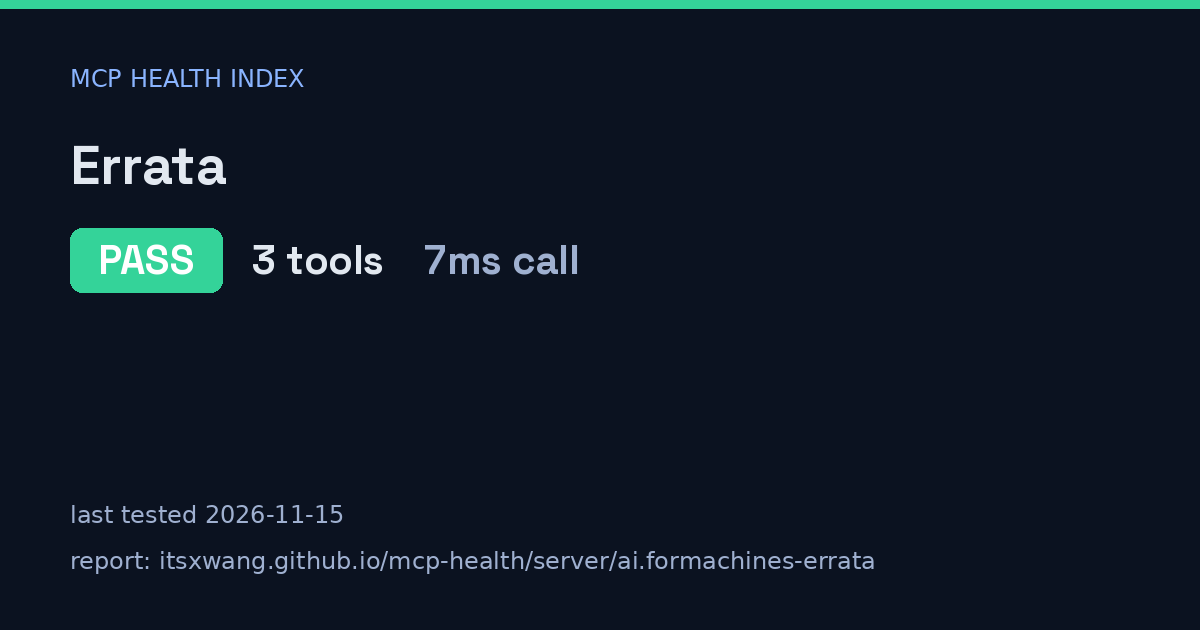 MCP HEALTH INDEX
Errata
PASS 3 tools 7ms call
last tested 2026-11-15
report: itsxwang.github.io/mcp-health/server/ai.formachines-errata